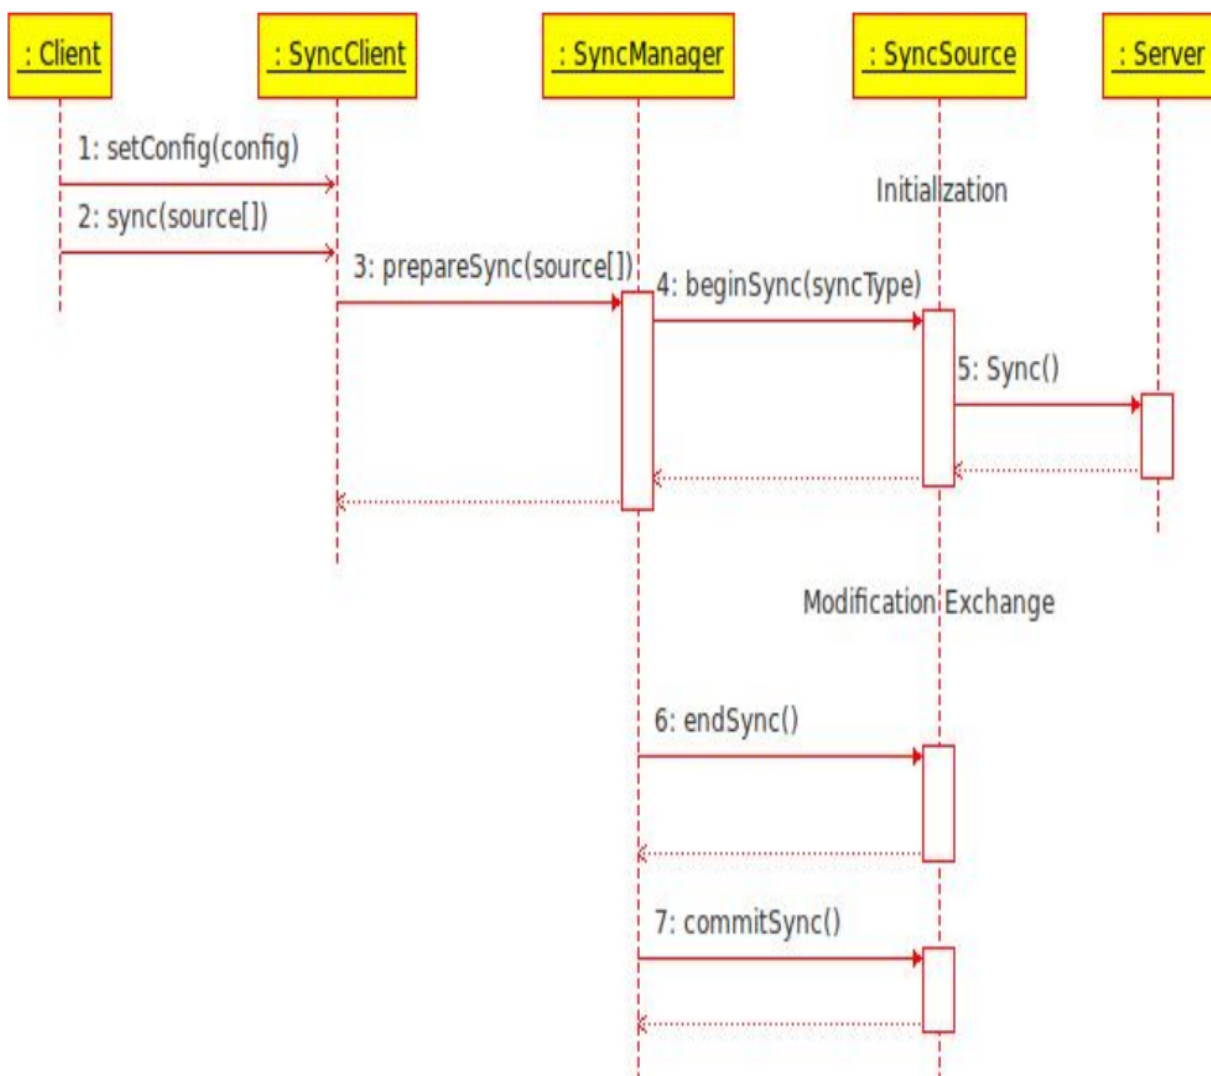 : Client
: SyncClient
: SyncManager
: SyncSource
: Server
1: setConfig(config)
Initialization
2: sync(source[])
3: prepareSync(source[])
4: beginSync(syncType)
5: Sync()
Modification Exchange
6: endSync()
7: commitSync()